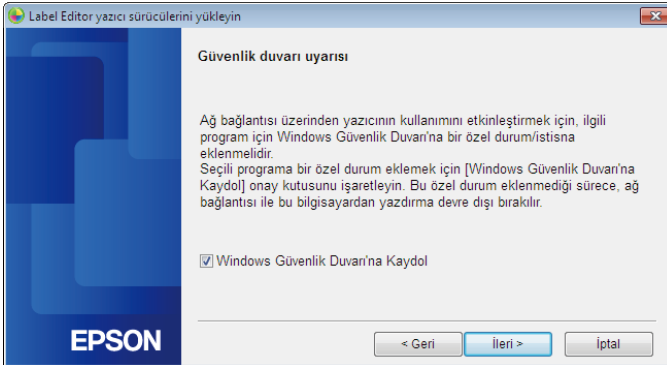 Label Editor yazıcı sürücülerini yükleyin
Güvenlik duvarı uyarısı
Ağ bağlantısı üzerinden yazıcının kullanımını etkinleştirmek için, ilgili
program için Windows Güvenlik Duvarı'na bir özel durum/istisna
eklenmelidir.
Seçili programa bir özel durum eklemek için [Windows Güvenlik Duvarı'na
Kaydol] onay kutusunu işaretleyin. Bu özel durum eklenmediği sürece, ağ
bağlantısı ile bu bilgisayardan yazdırma devre dışı bırakılır.
Windows Güvenlik Duvarı'na Kaydol
EPSON
< Geri İleri > İptal